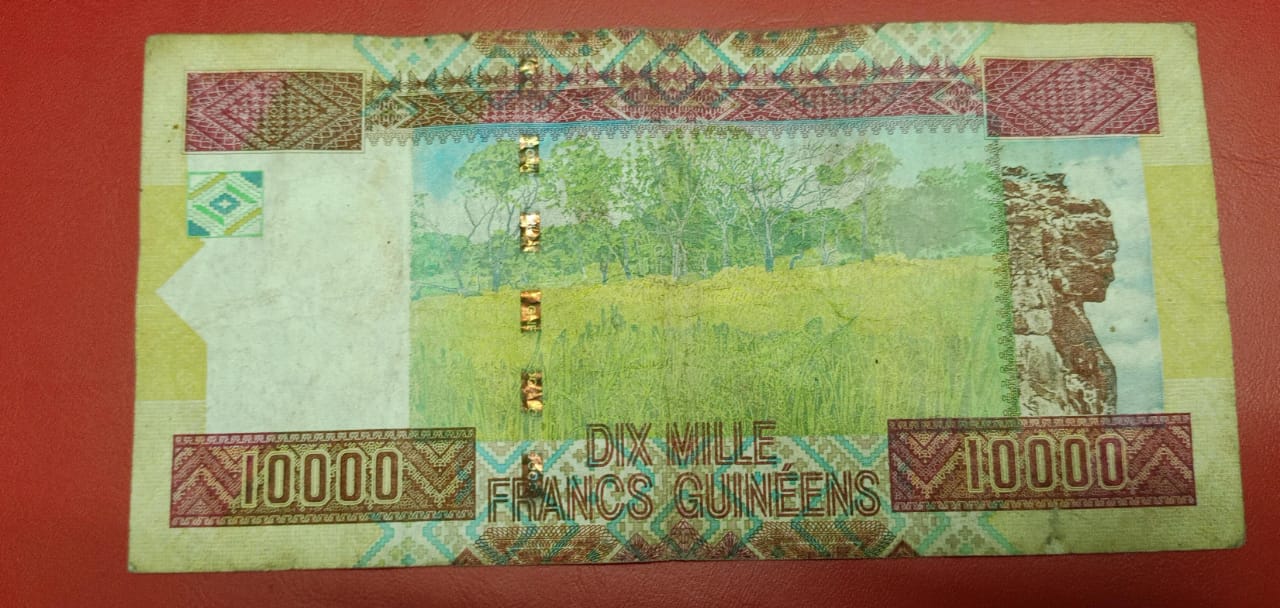 10000
DIX MILLE
FRANCS GUINÉENS
10000